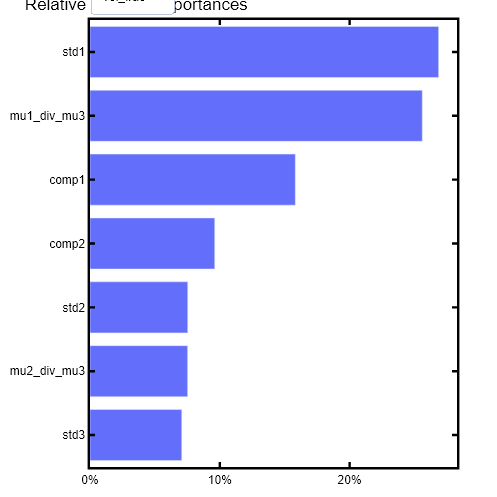 Relative portances
std1
mu1_div_mu3
comp1
comp2
std2
mu2_div_mu3
std3
0% 10% 20%